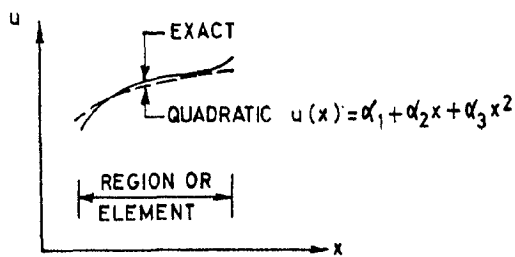 u
EXACT
QUADRATIC u(x) = α₁+α₂x+α₃x²
REGION OR
ELEMENT
x